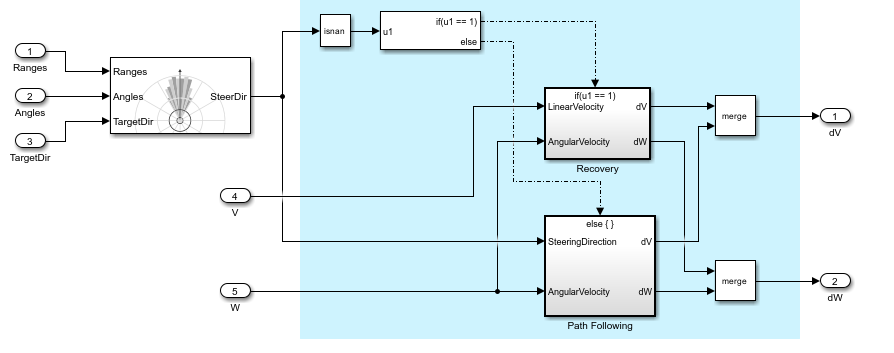 1
Ranges
2
Angles
3
TargetDir
Ranges
Angles
TargetDir
SteerDir
isnan
u1
if(u1 == 1)
else
4
V
5
W
if(u1 == 1)
LinearVelocity
dV
AngularVelocity
dW
Recovery
else { }
SteeringDirection
dV
AngularVelocity
dW
Path Following
merge
merge
1
dV
2
dW